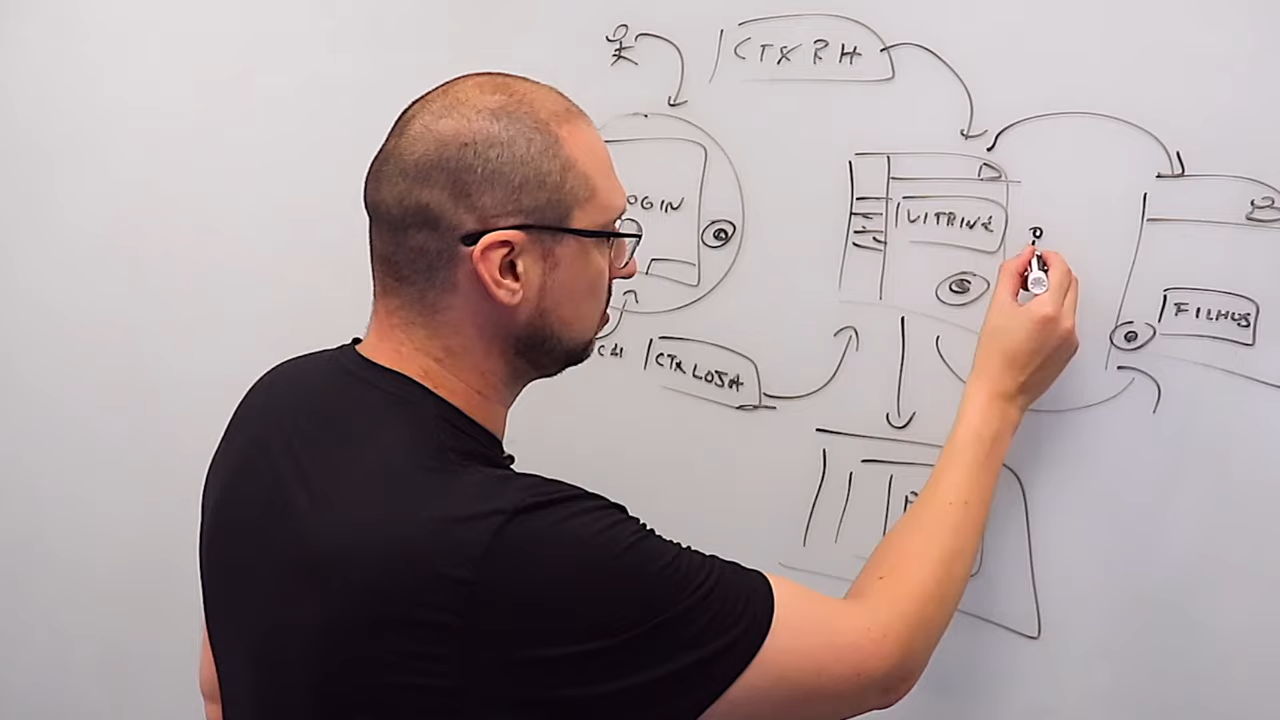 CTX RH
OGIN
VITRINE
FILHOS
CTX LOJA